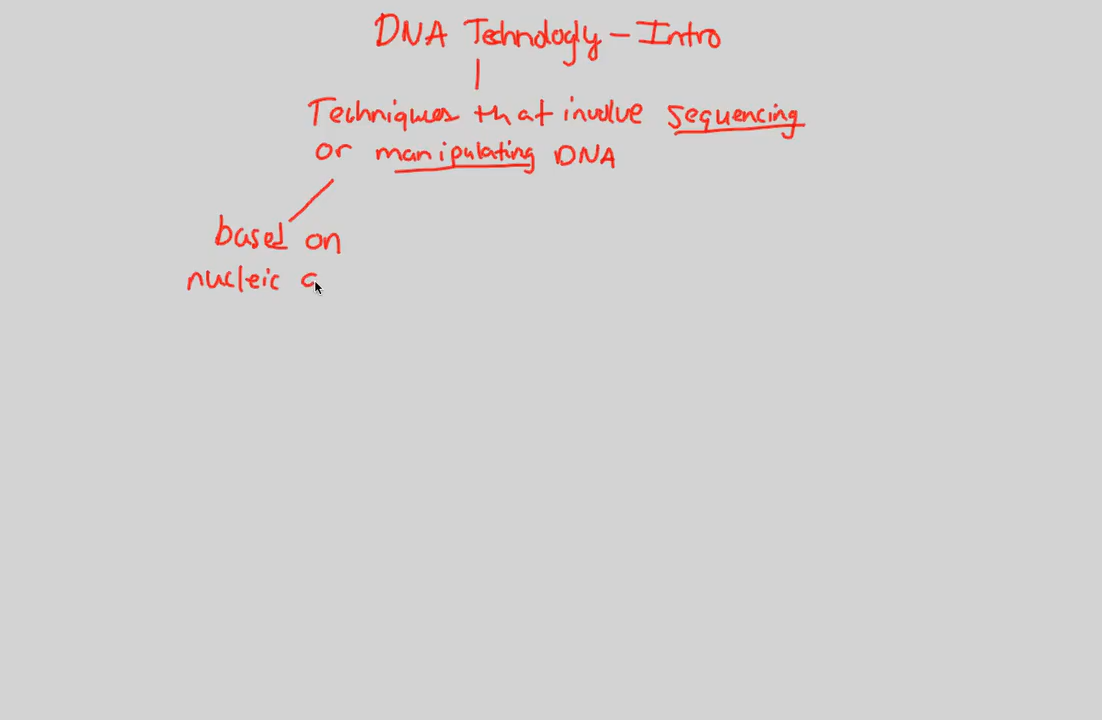 DNA Technology - Intro
Techniques that involve sequencing
or manipulating DNA
based on
nucleic a